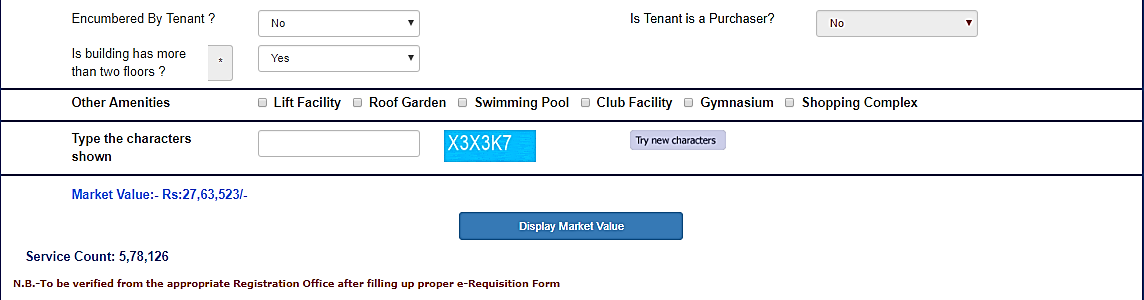 Encumbered By Tenant ? No Is Tenant is a Purchaser? No
Is building has more
than two floors ? * Yes
Other Amenities Lift Facility Roof Garden Swimming Pool Club Facility Gymnasium Shopping Complex
Type the characters
shown X3X3K7 Try new characters
Market Value:- Rs:27,63,523/-
Display Market Value
Service Count: 5,78,126
N.B.-To be verified from the appropriate Registration Office after filling up proper e-Requisition Form